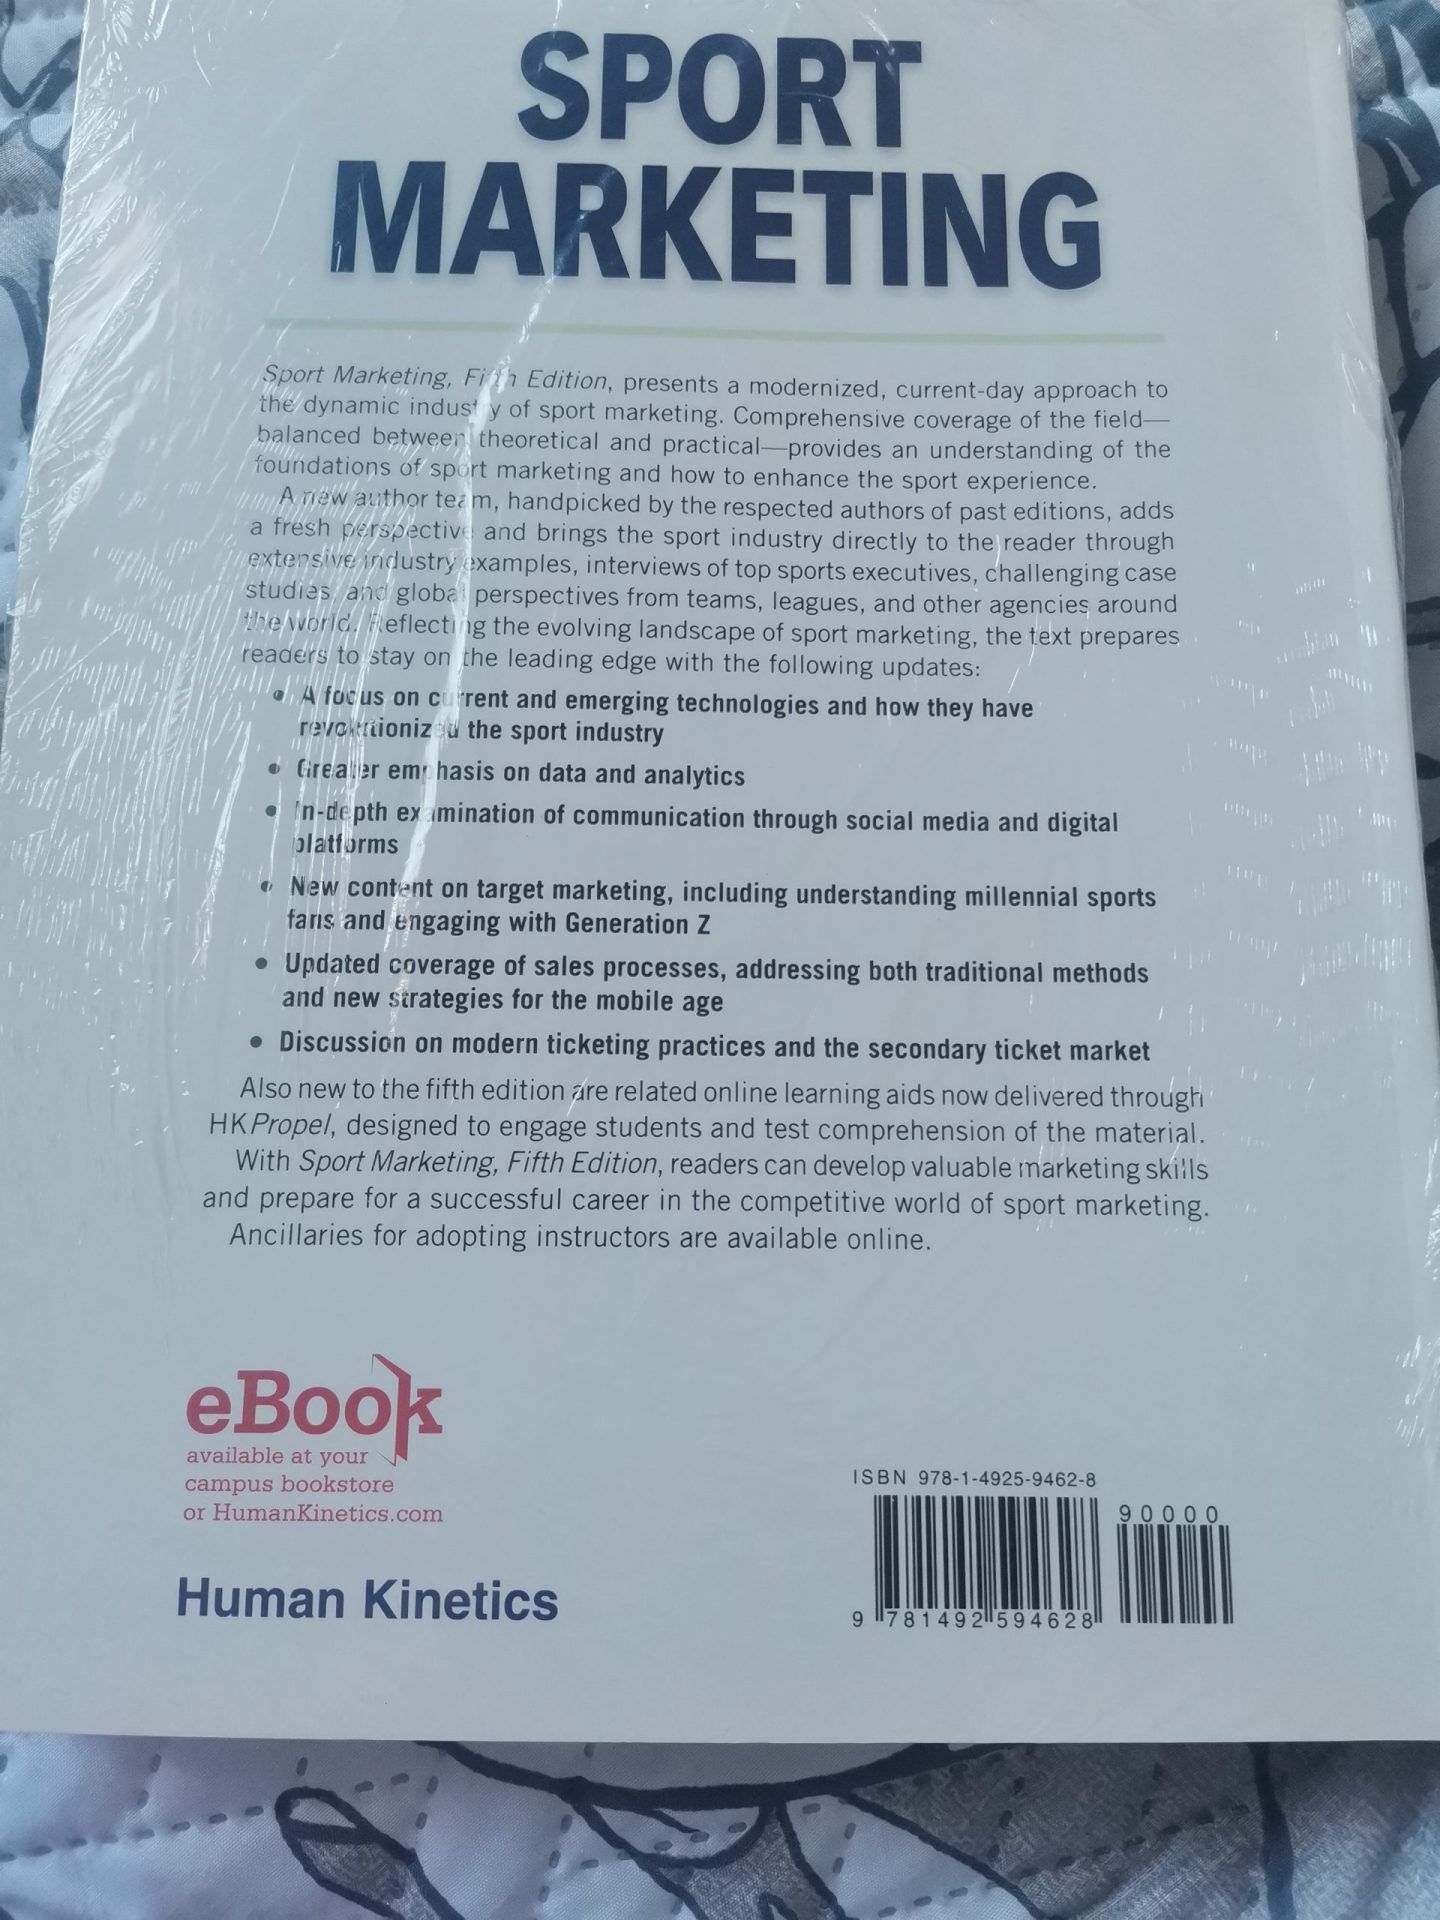 SPORT
MARKETING
Sport Marketing, Fifth Edition, presents a modernized, current-day approach to
the dynamic industry of sport marketing. Comprehensive coverage of the field—
balanced between theoretical and practical—provides an understanding of the
foundations of sport marketing and how to enhance the sport experience.
A new author team, handpicked by the respected authors of past editions, adds
a fresh perspective and brings the sport industry directly to the reader through
extensive industry examples, interviews of top sports executives, challenging case
studies, and global perspectives from teams, leagues, and other agencies around
the world. Reflecting the evolving landscape of sport marketing, the text prepares
readers to stay on the leading edge with the following updates:
• A focus on current and emerging technologies and how they have
revolutionized the sport industry
• Greater emphasis on data and analytics
• In-depth examination of communication through social media and digital
platforms
• New content on target marketing, including understanding millennial sports
fans and engaging with Generation Z
• Updated coverage of sales processes, addressing both traditional methods
and new strategies for the mobile age
• Discussion on modern ticketing practices and the secondary ticket market
Also new to the fifth edition are related online learning aids now delivered through
HKPropel, designed to engage students and test comprehension of the material.
With Sport Marketing, Fifth Edition, readers can develop valuable marketing skills
and prepare for a successful career in the competitive world of sport marketing.
Ancillaries for adopting instructors are available online.
eBook
available at your
campus bookstore
or HumanKinetics.com
Human Kinetics
ISBN 978-1-4925-9462-8
90000
9 781492 594628